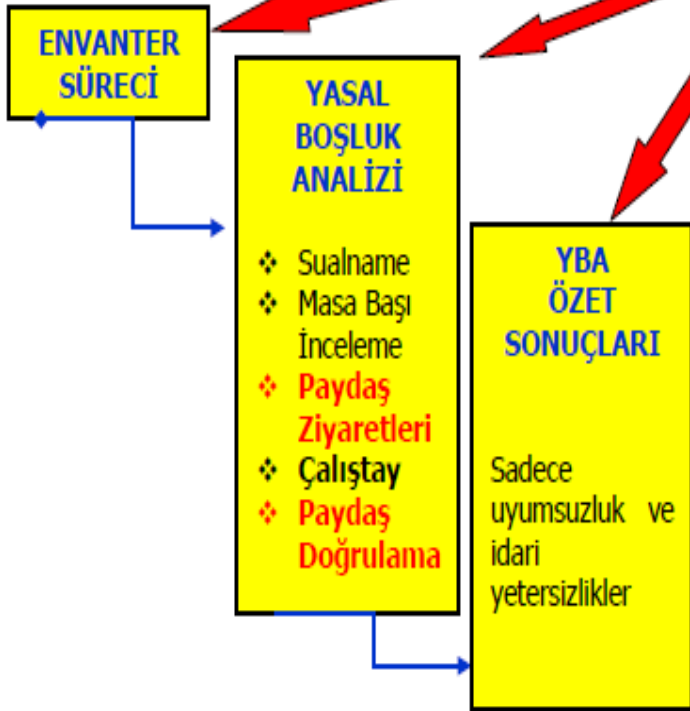 ENVANTER
SÜRECİ
YASAL
BOŞLUK
ANALİZİ
❖ Sualname
❖ Masa Başı
İnceleme
❖ Paydaş
Ziyaretleri
❖ Çalıştay
❖ Paydaş
Doğrulama
YBA
ÖZET
SONUÇLARI
Sadece
uyumsuzluk ve
idari
yetersizlikler